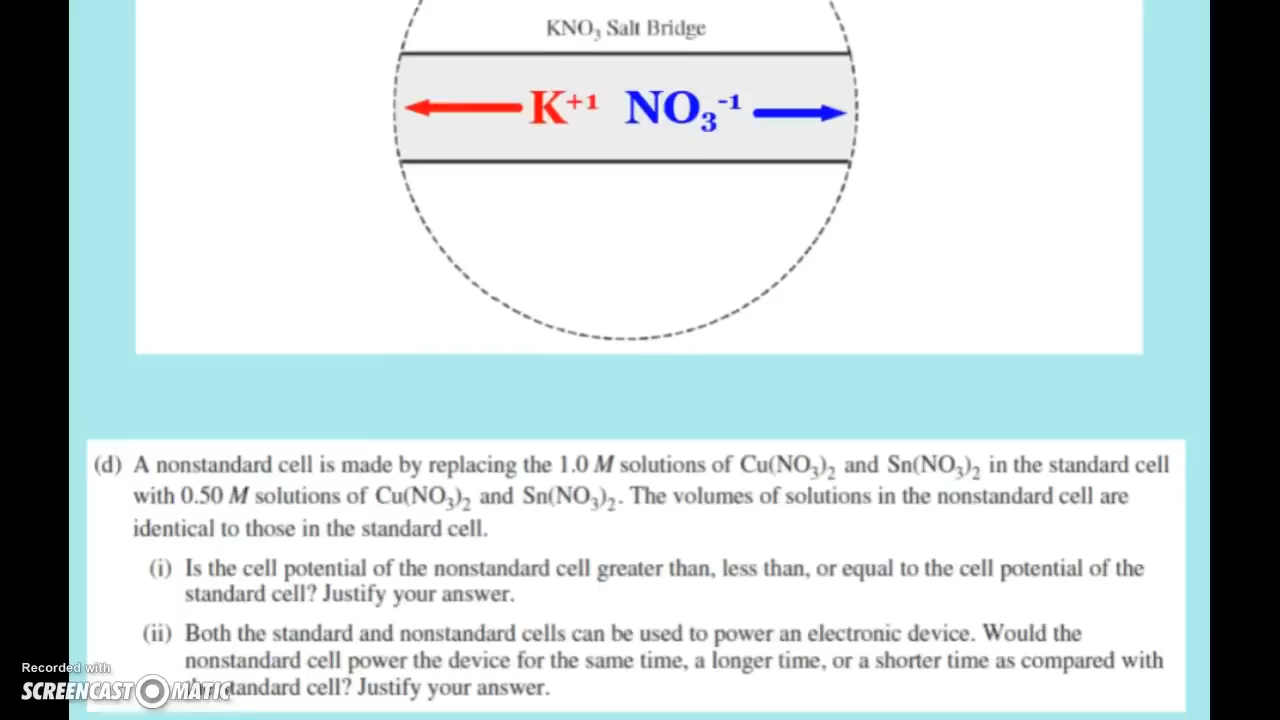 KNO₃ Salt Bridge
K⁺¹ NO₃⁻¹
(d) A nonstandard cell is made by replacing the 1.0 M solutions of Cu(NO₃)₂ and Sn(NO₃)₂ in the standard cell
with 0.50 M solutions of Cu(NO₃)₂ and Sn(NO₃)₂. The volumes of solutions in the nonstandard cell are
identical to those in the standard cell.
(i) Is the cell potential of the nonstandard cell greater than, less than, or equal to the cell potential of the
standard cell? Justify your answer.
(ii) Both the standard and nonstandard cells can be used to power an electronic device. Would the
nonstandard cell power the device for the same time, a longer time, or a shorter time as compared with
standard cell? Justify your answer.
Recorded with
SCREENCAST MATIC